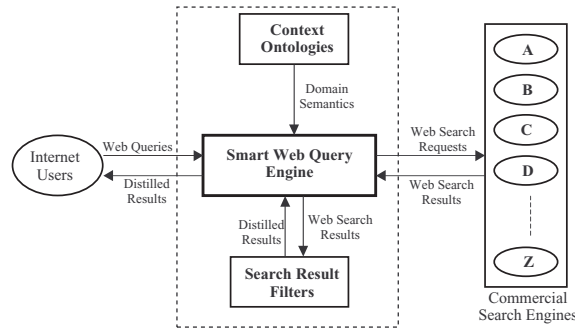 Context
Ontologies
Domain
Semantics
Internet
Users
Web Queries
Distilled
Results
Smart Web Query
Engine
Web Search
Requests
Web Search
Results
Distilled
Results
Web Search
Results
Search Result
Filters
A
B
C
D
Z
Commercial
Search Engines